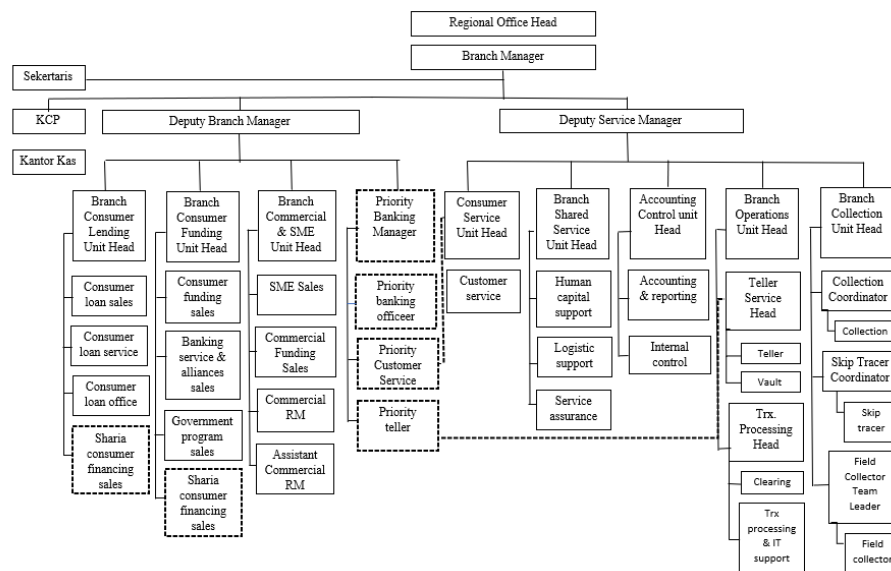 Regional Office Head
Branch Manager
Sekertaris
KCP
Deputy Branch Manager
Deputy Service Manager
Kantor Kas
Branch
Consumer
Lending
Unit Head
Consumer
loan sales
Consumer
loan service
Consumer
loan office
Sharia
consumer
financing
sales
Branch
Consumer
Funding
Unit Head
Consumer
funding
sales
Banking
service &
alliances
sales
Government
program
sales
Sharia
consumer
financing
sales
Branch
Commercial
& SME
Unit Head
SME Sales
Commercial
Funding
Sales
Commercial
RM
Assistant
Commercial
RM
Priority
Banking
Manager
Priority
banking
officeer
Priority
Customer
Service
Priority
teller
Consumer
Service
Unit Head
Customer
service
Branch
Shared
Service
Unit Head
Human
capital
support
Logistic
support
Service
assurance
Accounting
Control unit
Head
Accounting
& reporting
Internal
control
Branch
Operations
Unit Head
Teller
Service
Head
Teller
Vault
Trx.
Processing
Head
Clearing
Trx
processing
& IT
support
Branch
Collection
Unit Head
Collection
Coordinator
Collection
Skip Tracer
Coordinator
Skip
tracer
Field
Collector
Team
Leader
Field
collector